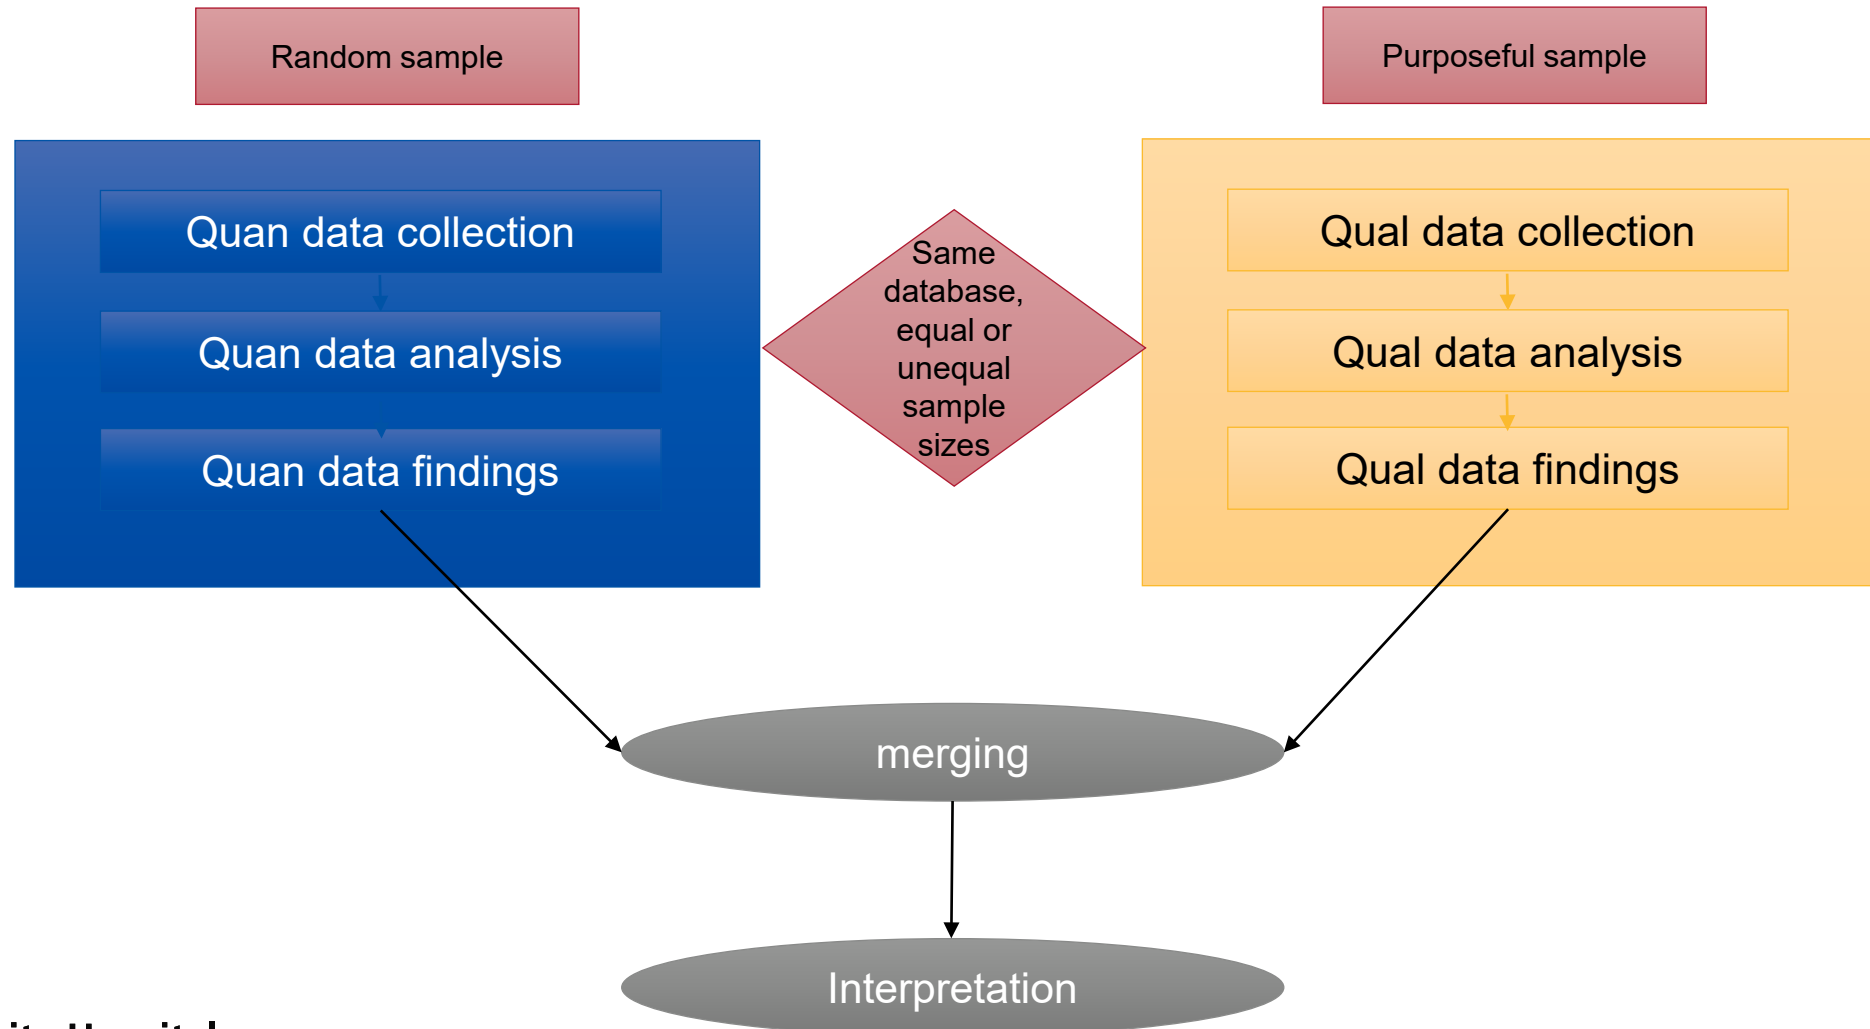 Random sample
Purposeful sample
Quan data collection
Quan data analysis
Quan data findings
Same
database,
equal or
unequal
sample
sizes
Qual data collection
Qual data analysis
Qual data findings
merging
Interpretation